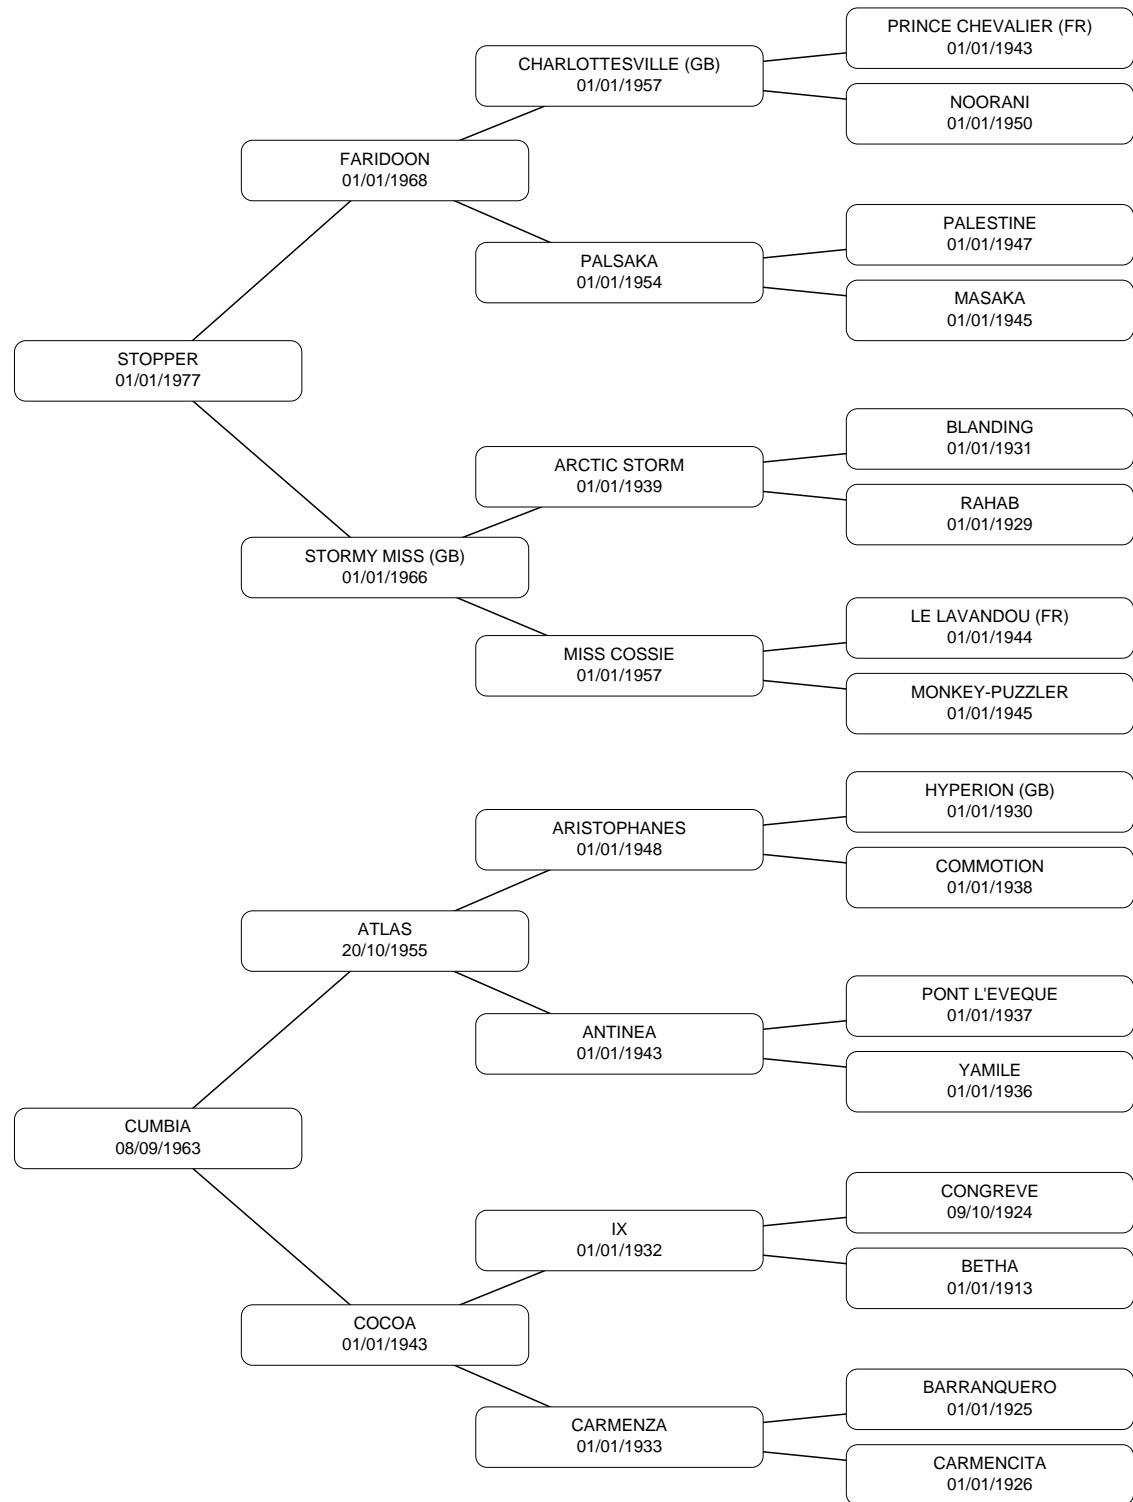 PRINCE CHEVALIER (FR)
01/01/1943
CHARLOTTESVILLE (GB)
01/01/1957
NOORANI
01/01/1950
FARIDOON
01/01/1968
PALESTINE
01/01/1947
PALSAKA
01/01/1954
MASAKA
01/01/1945
STOPPER
01/01/1977
BLANDING
01/01/1931
ARCTIC STORM
01/01/1939
RAHAB
01/01/1929
STORMY MISS (GB)
01/01/1966
LE LAVANDOU (FR)
01/01/1944
MISS COSSIE
01/01/1957
MONKEY-PUZZLER
01/01/1945
HYPERION (GB)
01/01/1930
ARISTOPHANES
01/01/1948
COMMOTION
01/01/1938
ATLAS
20/10/1955
PONT L'EVEQUE
01/01/1937
ANTINEA
01/01/1943
YAMILE
01/01/1936
CUMBIA
08/09/1963
CONGREVE
09/10/1924
IX
01/01/1932
BETHA
01/01/1913
COCOA
01/01/1943
BARRANQUERO
01/01/1925
CARMENZA
01/01/1933
CARMENCITA
01/01/1926